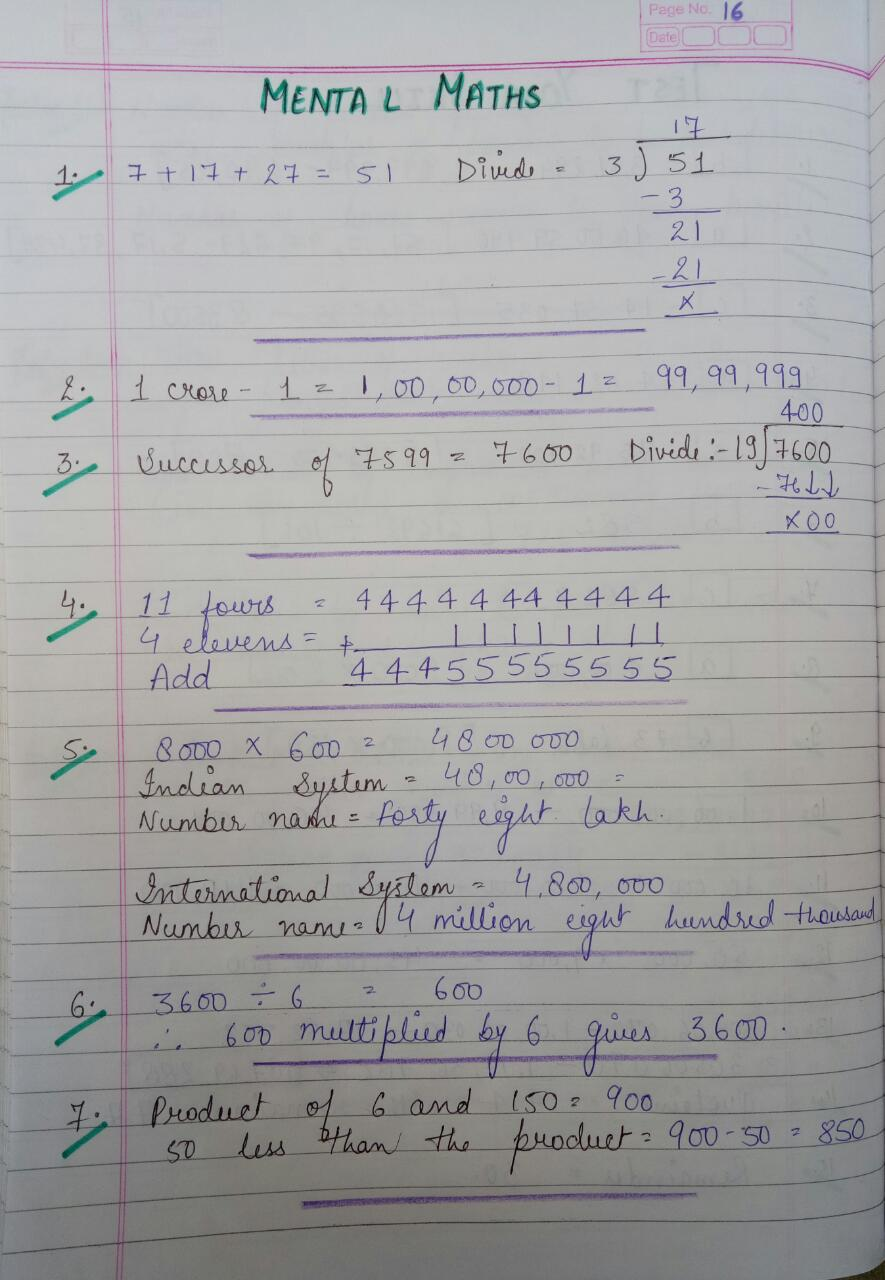 Page No. 16
Date
MENTAL MATHS
1. 7 + 17 + 27 = 51 Divide = 3) 51
17
- 3
21
- 21
x
2. 1 crore - 1 = 1,00,00,000 - 1 = 99,99,999
3. Successor of 7599 = 7600 Divide :- 19) 7600
400
- 76↓↓
x00
4. 11 fours = 44444444444
4 elevens = + 11111111
Add 44455555555
5. 8000 x 600 = 4800000
Indian System = 48,00,000 =
Number name = forty eight lakh.
International System = 4,800,000
Number name = 4 million eight hundred thousand
6. 3600 ÷ 6 = 600
∴ 600 multiplied by 6 gives 3600.
7. Product of 6 and 150 = 900
50 less than the product = 900 - 50 = 850